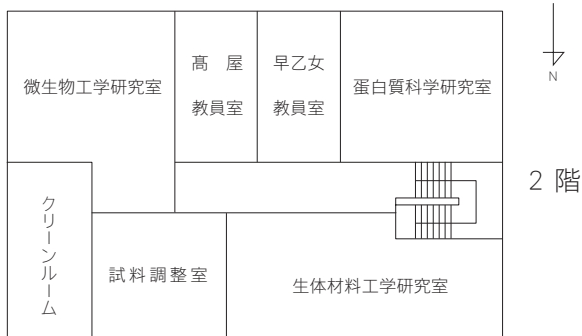 微生物工学研究室
髙屋
教員室
早乙女
教員室
蛋白質科学研究室
N
2階
クリーンルーム
試料調整室
生体材料工学研究室